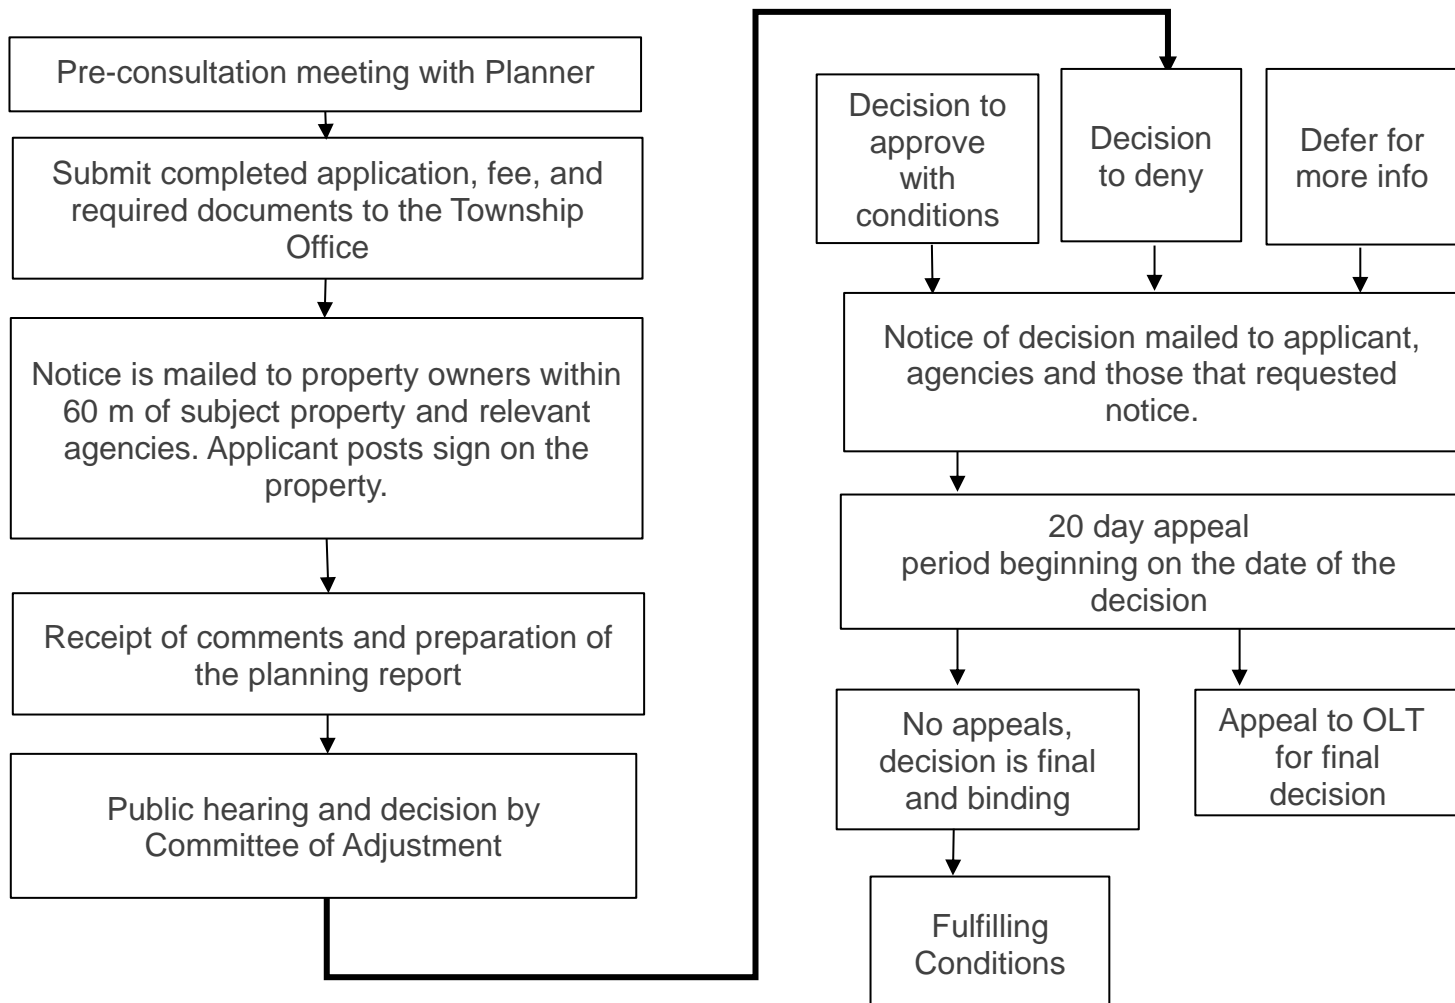 Pre-consultation meeting with Planner
Submit completed application, fee, and
required documents to the Township
Office
Notice is mailed to property owners within
60 m of subject property and relevant
agencies. Applicant posts sign on the
property.
Receipt of comments and preparation of
the planning report
Public hearing and decision by
Committee of Adjustment
Decision to
approve
with
conditions
Decision
to deny
Defer for
more info
Notice of decision mailed to applicant,
agencies and those that requested
notice.
20 day appeal
period beginning on the date of the
decision
No appeals,
decision is final
and binding
Appeal to OLT
for final
decision
Fulfilling
Conditions